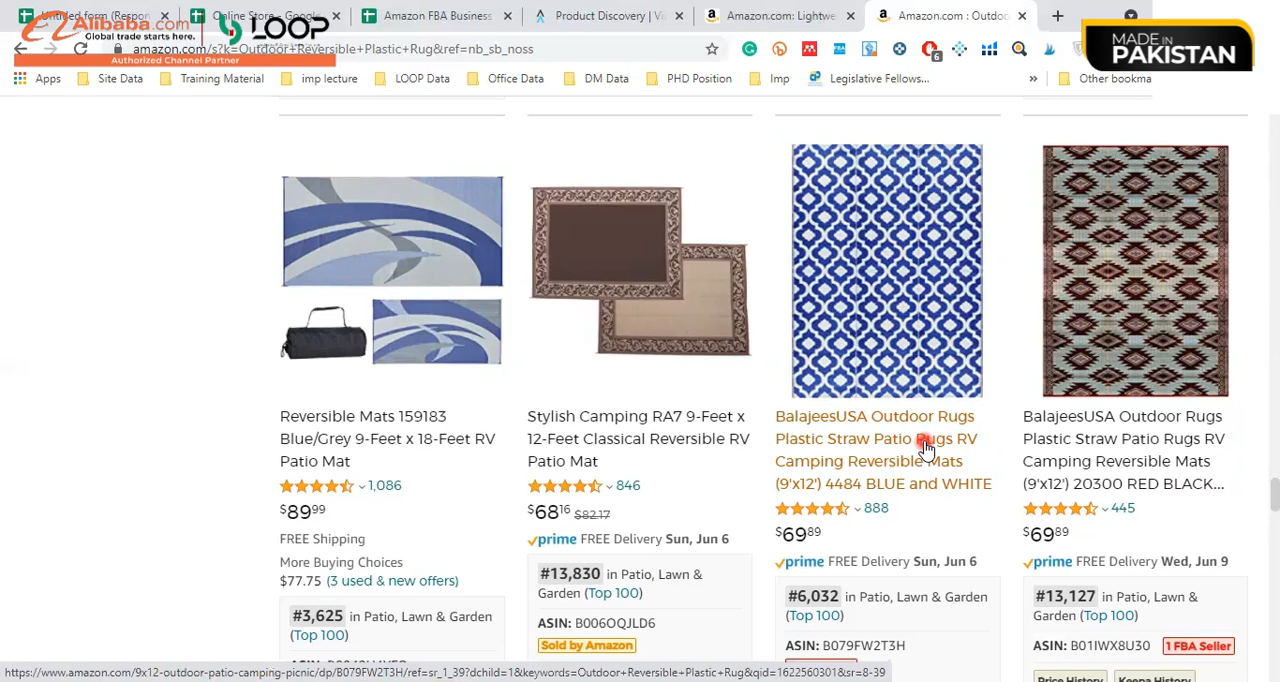 Untitled form (Respon
Online Store - Google
Amazon FBA Business
Product Discovery | Vi
Amazon.com: Lightwe
Amazon.com : Outdoo
Alibaba.com
Global trade starts here.
LOOP
Authorized Channel Partner
amazon.com/s?k=Outdoor+Reversible+Plastic+Rug&ref=nb_sb_noss
6
MADE IN
PAKISTAN
Apps
Site Data
Training Material
imp lecture
LOOP Data
Office Data
DM Data
PHD Position
Imp
Legislative Fellows...
»
Other bookma
Reversible Mats 159183
Blue/Grey 9-Feet x 18-Feet RV
Patio Mat
1,086
$89.99
FREE Shipping
More Buying Choices
$77.75 (3 used & new offers)
#3,625 in Patio, Lawn & Garden
(Top 100)
Stylish Camping RA7 9-Feet x
12-Feet Classical Reversible RV
Patio Mat
846
$68.16 $82.17
prime FREE Delivery Sun, Jun 6
#13,830 in Patio, Lawn &
Garden (Top 100)
ASIN: B006OQJLD6
Sold by Amazon
BalajeesUSA Outdoor Rugs
Plastic Straw Patio Rugs RV
Camping Reversible Mats
(9'x12') 4484 BLUE and WHITE
888
$69.89
prime FREE Delivery Sun, Jun 6
#6,032 in Patio, Lawn & Garden
(Top 100)
ASIN: B079FW2T3H
BalajeesUSA Outdoor Rugs
Plastic Straw Patio Rugs RV
Camping Reversible Mats
(9'x12') 20300 RED BLACK...
445
$69.89
prime FREE Delivery Wed, Jun 9
#13,127 in Patio, Lawn &
Garden (Top 100)
ASIN: B01IWX8U30 1 FBA Seller
Price History Keepa History
https://www.amazon.com/9x12-outdoor-patio-camping-picnic/dp/B079FW2T3H/ref=sr_1_39?dchild=1&keywords=Outdoor+Reversible+Plastic+Rug&qid=1622560301&sr=8-39